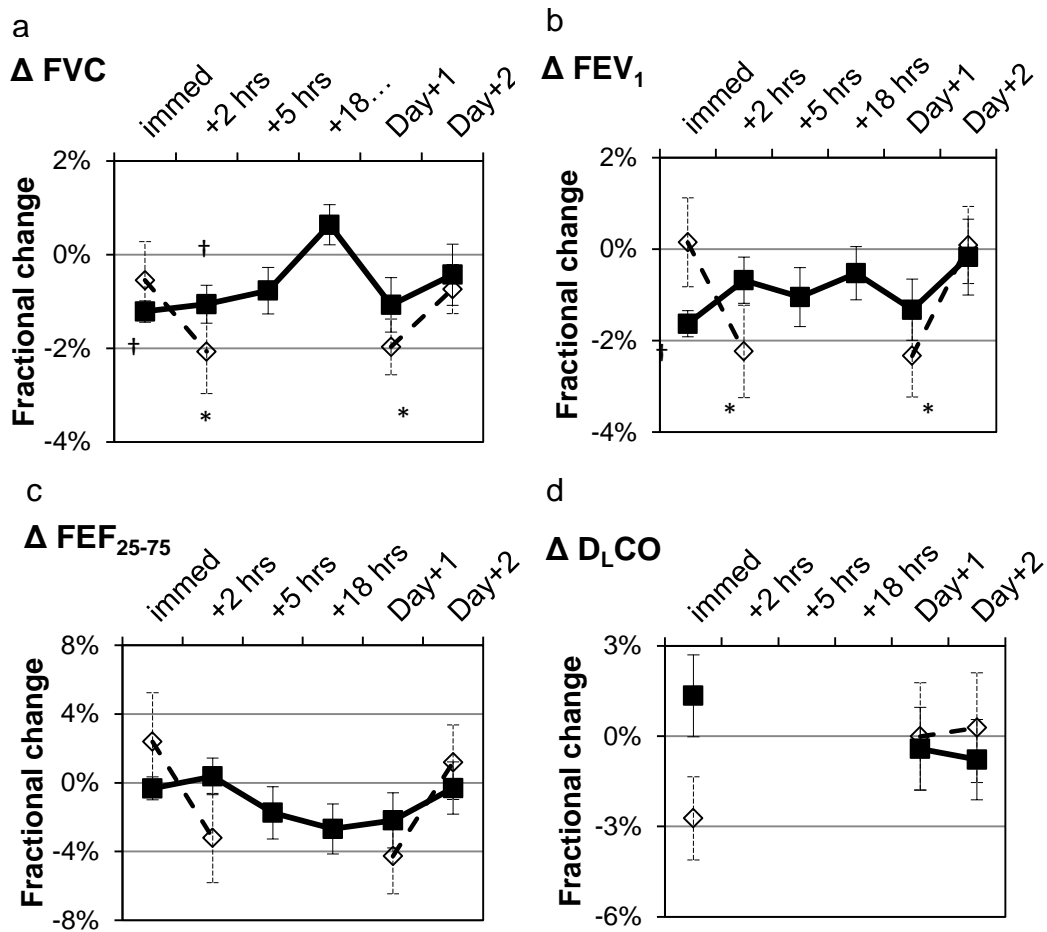 a
Δ FVC
immed +2 hrs +5 hrs +18… Day+1 Day+2
Fractional change
2%
0%
-2%
-4%
†
†
*
*
b
Δ FEV₁
immed +2 hrs +5 hrs +18 hrs Day+1 Day+2
Fractional change
2%
0%
-2%
-4%
†
*
*
c
Δ FEF₂₅₋₇₅
immed +2 hrs +5 hrs +18 hrs Day+1 Day+2
Fractional change
8%
4%
0%
-4%
-8%
d
Δ DLCO
immed +2 hrs +5 hrs +18 hrs Day+1 Day+2
Fractional change
3%
0%
-3%
-6%